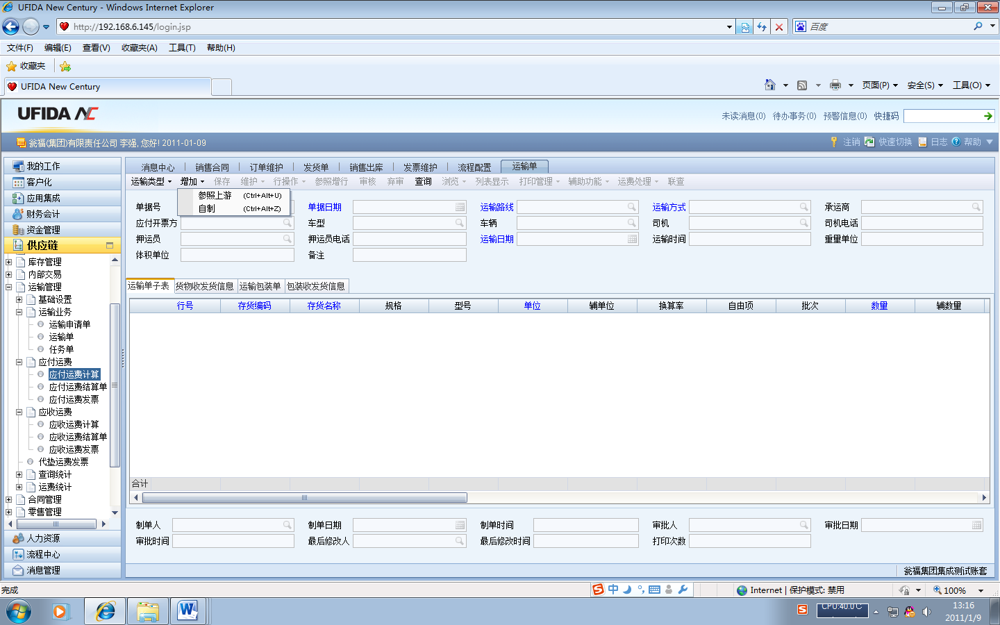 UFIDA New Century - Windows Internet Explorer
http://192.168.6.145/login.jsp
百度
文件(F) 编辑(E) 查看(V) 收藏夹(A) 工具(T) 帮助(H)
收藏夹
UFIDA New Century
页面(P) 安全(S) 工具(O)
UFIDA NC
未读消息(0) 待办事务(0) 预警信息(0) 快捷码
瓮福(集团)有限责任公司 李强, 您好! 2011-01-09
注销 快速切换 日志 帮助
我的工作
客户化
应用集成
财务会计
资金管理
供应链
库存管理
内部交易
运输管理
基础设置
运输业务
运输申请单
运输单
任务单
应付运费
应付运费计算
应付运费结算单
应付运费发票
应收运费
应收运费计算
应收运费结算单
应收运费发票
代垫运费发票
查询统计
运费统计
合同管理
零售管理
人力资源
流程中心
消息管理
消息中心 销售合同 订单维护 发货单 销售出库 发票维护 流程配置 运输单
运输类型 增加 保存 维护 行操作 参照增行 审核 弃审 查询 浏览 列表显示 打印管理 辅助功能 运费处理 联查
参照上游 (Ctrl+Alt+U)
自制 (Ctrl+Alt+Z)
单据号 单据日期 运输路线 运输方式 承运商
应付开票方 车型 车辆 司机 司机电话
押运员 押运员电话 运输日期 运输时间 重量单位
体积单位 备注
运输单子表 货物收发货信息 运输包装单 包装收发货信息
行号 存货编码 存货名称 规格 型号 单位 辅单位 换算率 自由项 批次 数量 辅数量
合计
制单人 制单日期 制单时间 审批人 审批日期
审批时间 最后修改人 最后修改时间 打印次数
瓮福集团集成测试账套
完成
中
Internet | 保护模式: 禁用
100%
CPU:40.0℃
13:16
2011/1/9